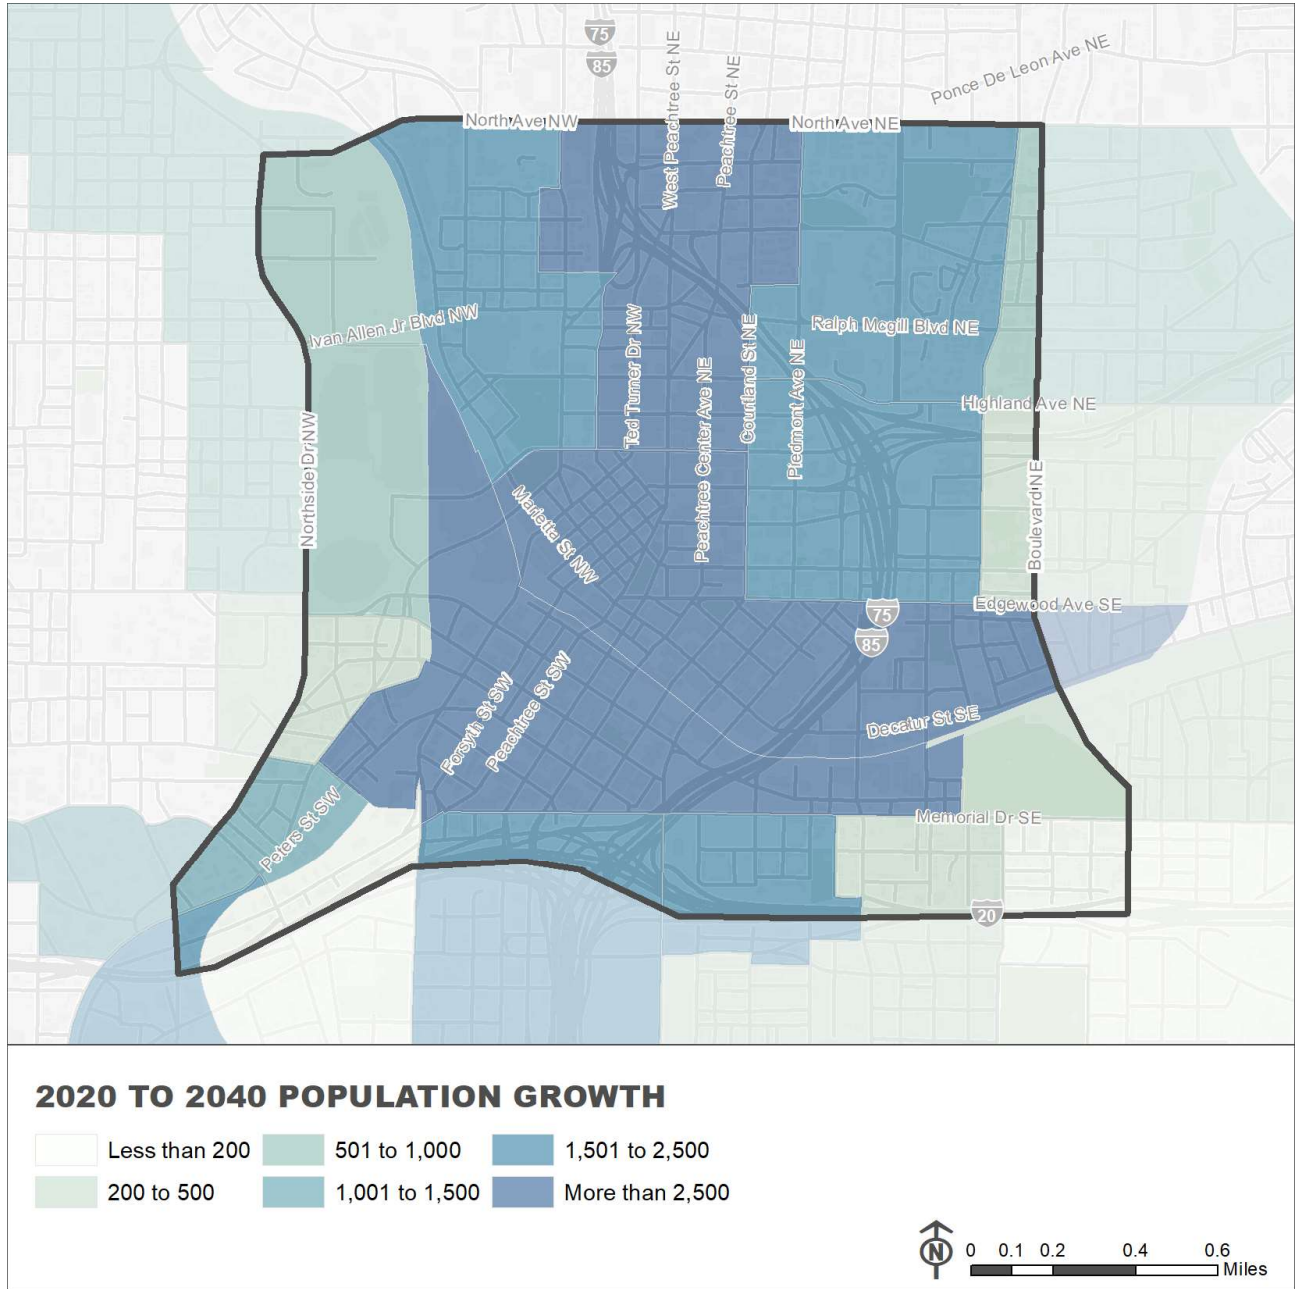 75
85
West Peachtree St NE
Peachtree St NE
Ponce De Leon Ave NE
North Ave NW
North Ave NE
Ivan Allen Jr Blvd NW
Ted Turner Dr NW
Courtland St NE
Ralph Mcgill Blvd NE
Piedmont Ave NE
Peachtree Center Ave NE
Highland Ave NE
Northside Dr NW
Marietta St NW
Boulevard NE
Edgewood Ave SE
75
85
Forsyth St SW
Peachtree St SW
Decatur St SE
Peters St SW
Memorial Dr SE
20
2020 TO 2040 POPULATION GROWTH
Less than 200
501 to 1,000
1,501 to 2,500
200 to 500
1,001 to 1,500
More than 2,500
N
0 0.1 0.2 0.4 0.6
Miles